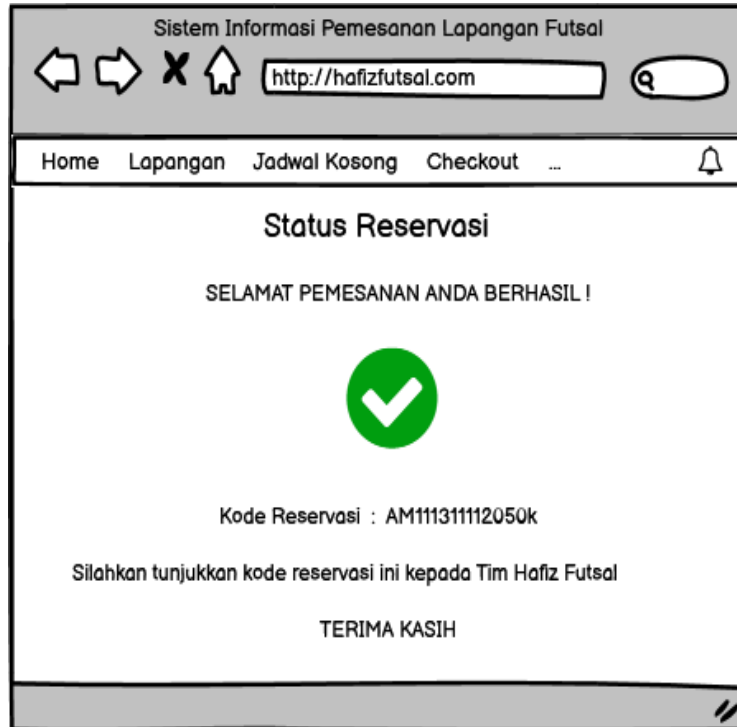 Sistem Informasi Pemesanan Lapangan Futsal
http://hafizfutsal.com
Home Lapangan Jadwal Kosong Checkout ...
Status Reservasi
SELAMAT PEMESANAN ANDA BERHASIL !
Kode Reservasi : AM111311112050k
Silahkan tunjukkan kode reservasi ini kepada Tim Hafiz Futsal
TERIMA KASIH